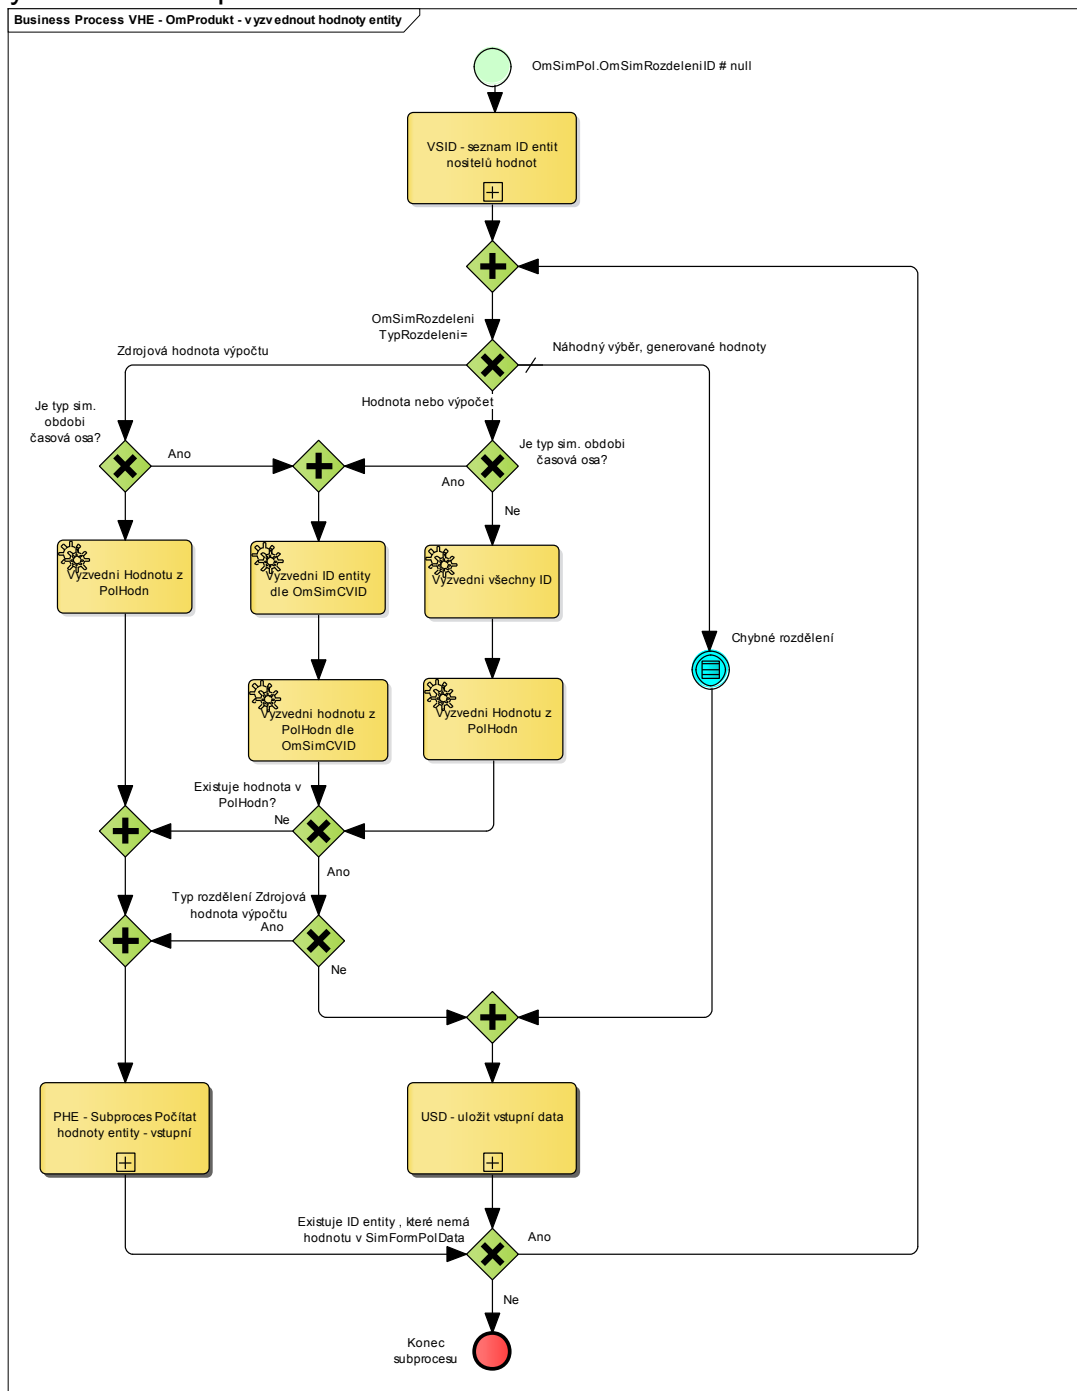 Business Process VHE - OmProdukt - vyzvednout hodnoty entity
OmSimPol.OmSimRozdeleniID # null
VSID - seznam ID entit
nositelů hodnot
OmSimRozdeleni
TypRozdeleni=
Zdrojová hodnota výpočtu
Náhodný výběr, generované hodnoty
Hodnota nebo výpočet
Je typ sim.
obdobi
časová osa?
Ano
Je typ sim. obdobi
časová osa?
Ano
Ne
Vyzvedni Hodnotu z
PolHodn
Vyzvedni ID entity
dle OmSimCVID
Vyzvedni všechny ID
Chybné rozdělení
Vyzvedni hodnotu z
PolHodn dle
OmSimCVID
Vyzvedni Hodnotu z
PolHodn
Existuje hodnota v
PolHodn?
Ne
Ano
Typ rozdělení Zdrojová
hodnota výpočtu
Ano
Ne
PHE - Subproces Počítat
hodnoty entity - vstupní
USD - uložit vstupní data
Existuje ID entity , které nemá
hodnotu v SimFormPolData
Ano
Ne
Konec
subprocesu